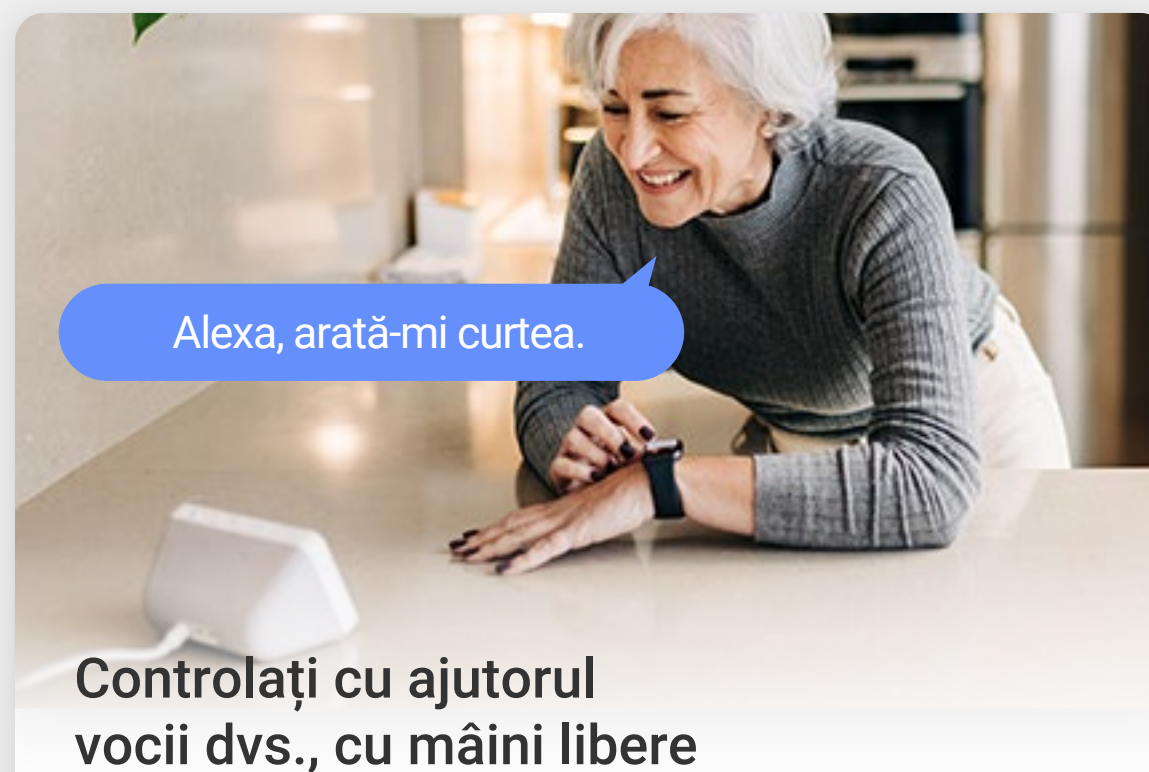 Alexa, arată-mi curtea.
Controlați cu ajutorul
vocii dvs., cu mâini libere